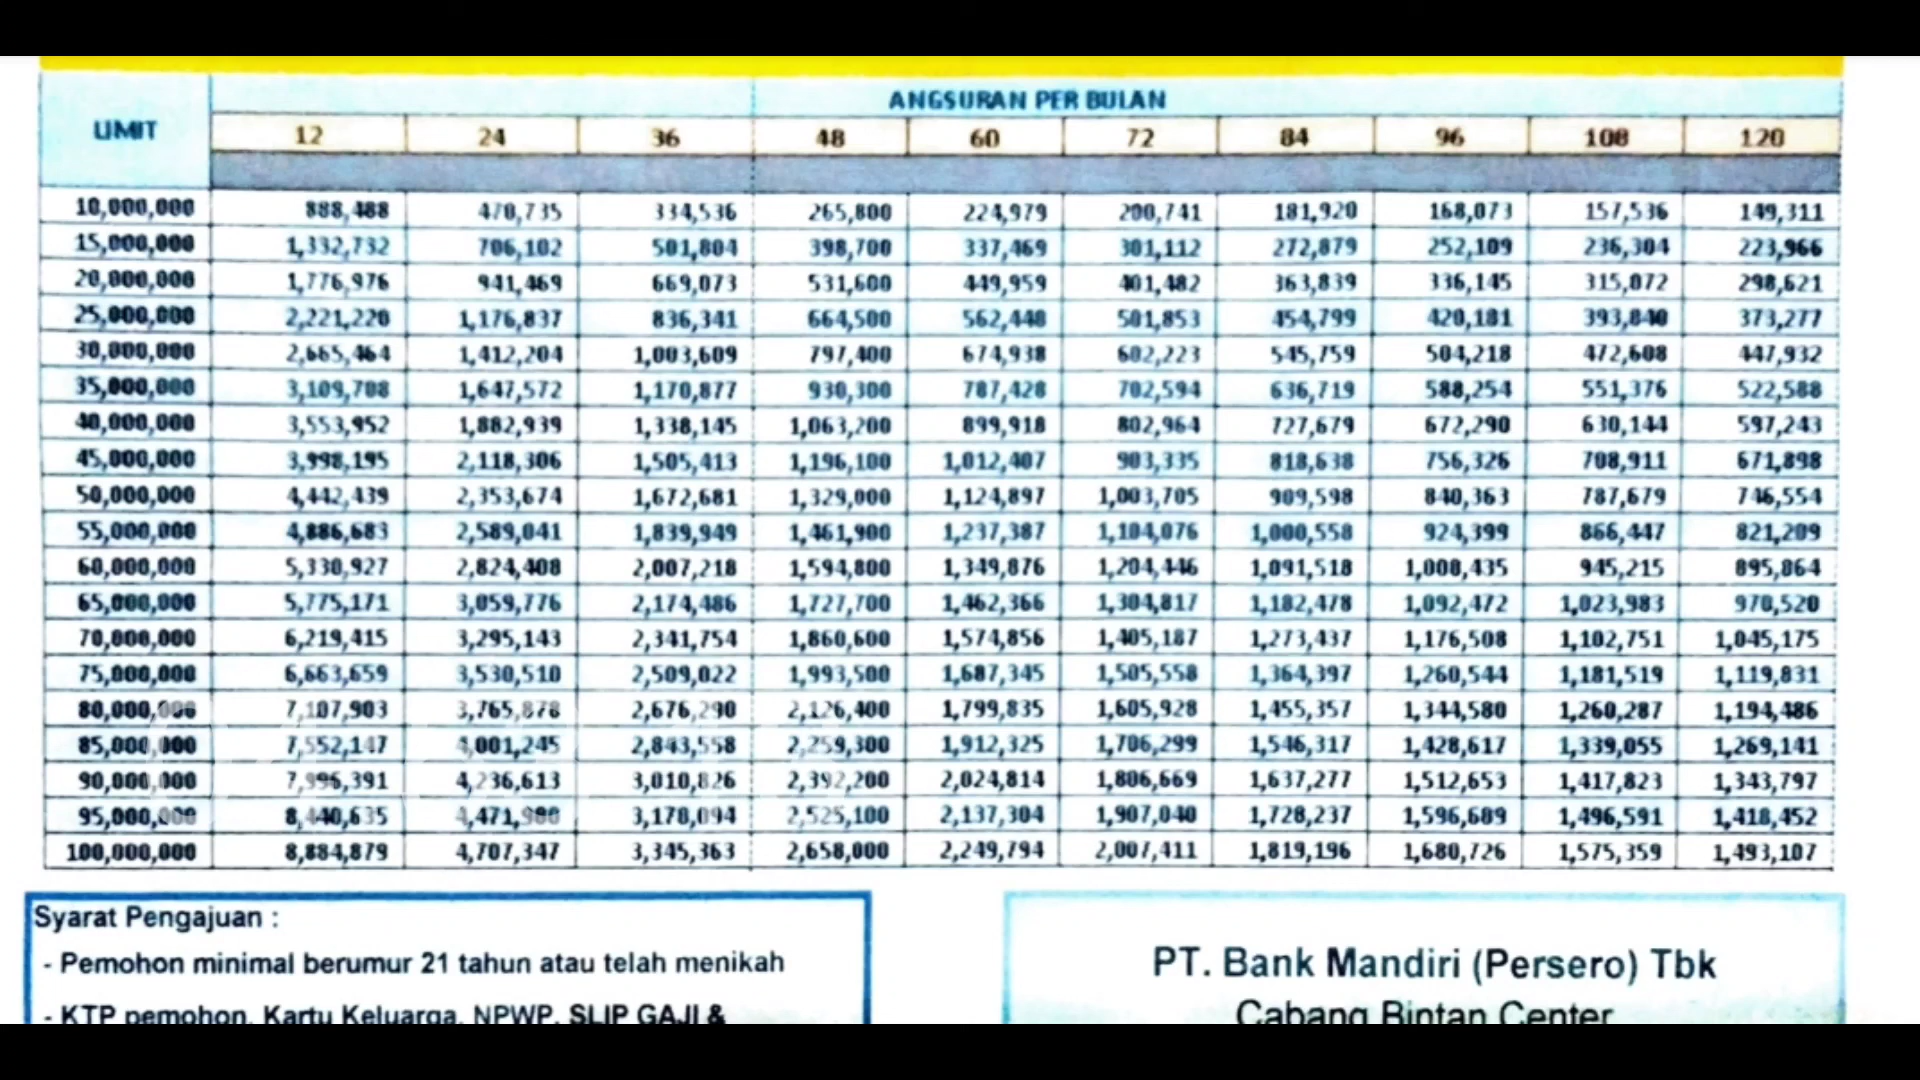 ANGSURAN PER BULAN
LIMIT
12 24 36 48 60 72 84 96 108 120
10,000,000 888,488 470,735 334,536 265,800 224,979 200,741 181,920 168,073 157,536 149,311
15,000,000 1,332,732 706,102 501,804 398,700 337,469 301,112 272,879 252,109 236,304 223,966
20,000,000 1,776,976 941,469 669,073 531,600 449,959 401,482 363,839 336,145 315,072 298,621
25,000,000 2,221,220 1,176,837 836,341 664,500 562,448 501,853 454,799 420,181 393,840 373,277
30,000,000 2,665,464 1,412,204 1,003,609 797,400 674,938 602,223 545,759 504,218 472,608 447,932
35,000,000 3,109,708 1,647,572 1,170,877 930,300 787,428 702,594 636,719 588,254 551,376 522,588
40,000,000 3,553,952 1,882,939 1,338,145 1,063,200 899,918 802,964 727,679 672,290 630,144 597,243
45,000,000 3,998,195 2,118,306 1,505,413 1,196,100 1,012,407 903,335 818,638 756,326 708,911 671,898
50,000,000 4,442,439 2,353,674 1,672,681 1,329,000 1,124,897 1,003,705 909,598 840,363 787,679 746,554
55,000,000 4,886,683 2,589,041 1,839,949 1,461,900 1,237,387 1,104,076 1,000,558 924,399 866,447 821,209
60,000,000 5,330,927 2,824,408 2,007,218 1,594,800 1,349,876 1,204,446 1,091,518 1,008,435 945,215 895,864
65,000,000 5,775,171 3,059,776 2,174,486 1,727,700 1,462,366 1,304,817 1,182,478 1,092,472 1,023,983 970,520
70,000,000 6,219,415 3,295,143 2,341,754 1,860,600 1,574,856 1,405,187 1,273,437 1,176,508 1,102,751 1,045,175
75,000,000 6,663,659 3,530,510 2,509,022 1,993,500 1,687,345 1,505,558 1,364,397 1,260,544 1,181,519 1,119,831
80,000,000 7,107,903 3,765,878 2,676,290 2,126,400 1,799,835 1,605,928 1,455,357 1,344,580 1,260,287 1,194,486
85,000,000 7,552,147 4,001,245 2,843,558 2,259,300 1,912,325 1,706,299 1,546,317 1,428,617 1,339,055 1,269,141
90,000,000 7,996,391 4,236,613 3,010,826 2,392,200 2,024,814 1,806,669 1,637,277 1,512,653 1,417,823 1,343,797
95,000,000 8,440,635 4,471,980 3,178,094 2,525,100 2,137,304 1,907,040 1,728,237 1,596,689 1,496,591 1,418,452
100,000,000 8,884,879 4,707,347 3,345,363 2,658,000 2,249,794 2,007,411 1,819,196 1,680,726 1,575,359 1,493,107
Syarat Pengajuan :
- Pemohon minimal berumur 21 tahun atau telah menikah
- KTP pemohon, Kartu Keluarga, NPWP, SLIP GAJI &
PT. Bank Mandiri (Persero) Tbk
Cabang Bintan Center